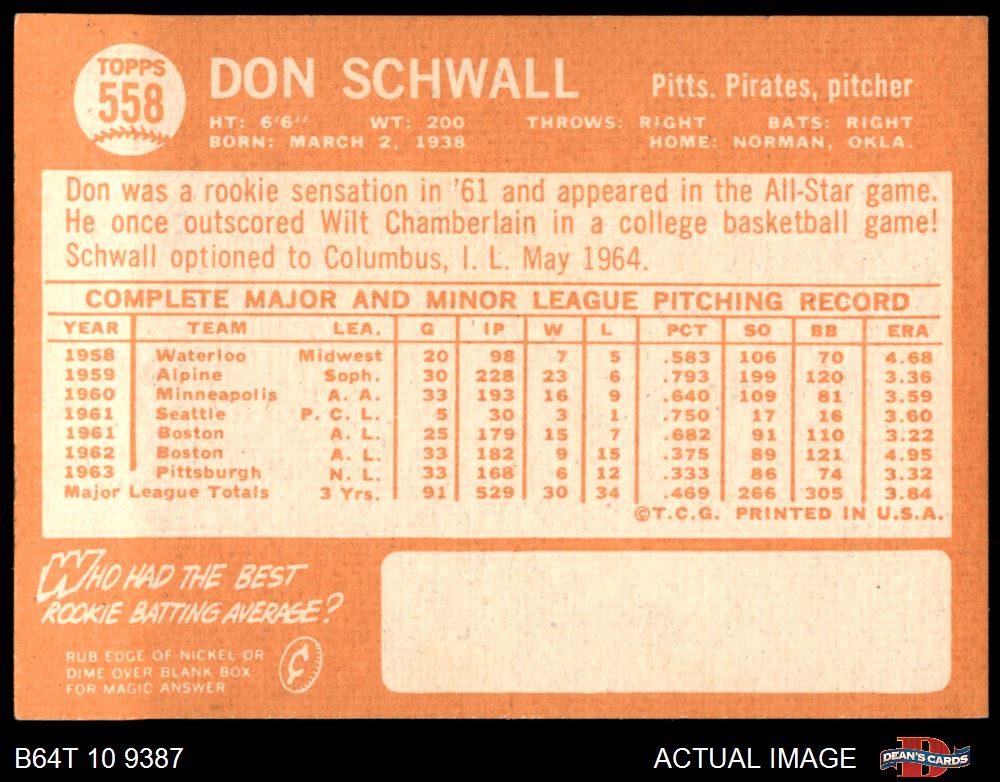 TOPPS
558
DON SCHWALL
Pitts. Pirates, pitcher
HT: 6'6" WT: 200 THROWS: RIGHT BATS: RIGHT
BORN: MARCH 2, 1938 HOME: NORMAN, OKLA.
Don was a rookie sensation in '61 and appeared in the All-Star game.
He once outscored Wilt Chamberlain in a college basketball game!
Schwall optioned to Columbus, I. L. May 1964.
COMPLETE MAJOR AND MINOR LEAGUE PITCHING RECORD
YEAR TEAM LEA. G IP W L PCT SO BB ERA
1958 Waterloo Midwest 20 98 7 5 .583 106 70 4.68
1959 Alpine Soph. 30 228 23 6 .793 199 120 3.36
1960 Minneapolis A. A. 33 193 16 9 .640 109 81 3.59
1961 Seattle P. C. L. 5 30 3 1 .750 17 16 3.60
1961 Boston A. L. 25 179 15 7 .682 91 110 3.22
1962 Boston A. L. 33 182 9 15 .375 89 121 4.95
1963 Pittsburgh N. L. 33 168 6 12 .333 86 74 3.32
Major League Totals 3 Yrs. 91 529 30 34 .469 266 305 3.84
©T.C.G. PRINTED IN U.S.A.
WHO HAD THE BEST
ROOKIE BATTING AVERAGE?
RUB EDGE OF NICKEL OR
DIME OVER BLANK BOX
FOR MAGIC ANSWER
¢
B64T 10 9387
ACTUAL IMAGE
DEAN'S CARDS